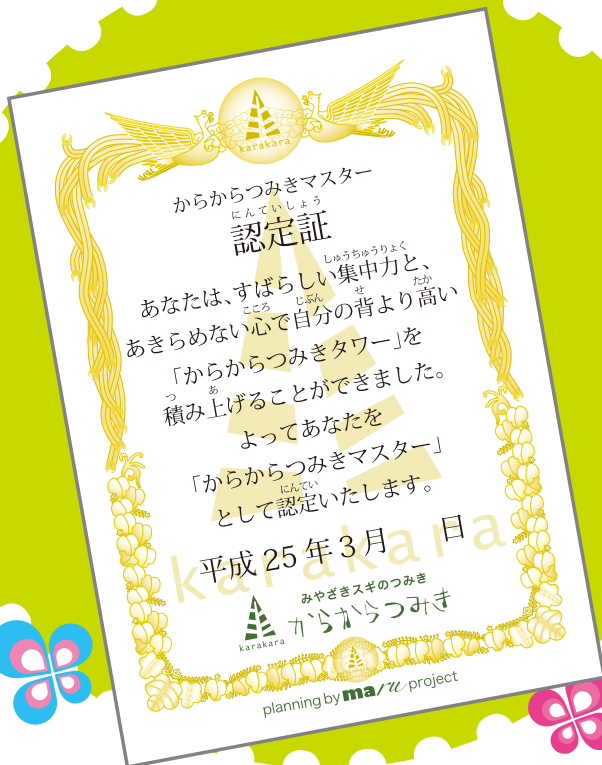 karakara
からからつみきマスター
にんていしょう
認定証
しゅうちゅうりょく
あなたは、すばらしい集中力と、
こころ じぶん せ たか
あきらめない心で自分の背より高い
「からからつみきタワー」を
つ あ
積み上げることができました。
よってあなたを
「からからつみきマスター」
にんてい
として認定いたします。
平成 25 年 3 月 日
karakara
みやざきスギのつみき
からからつみき
karakara
planning by ma/u project